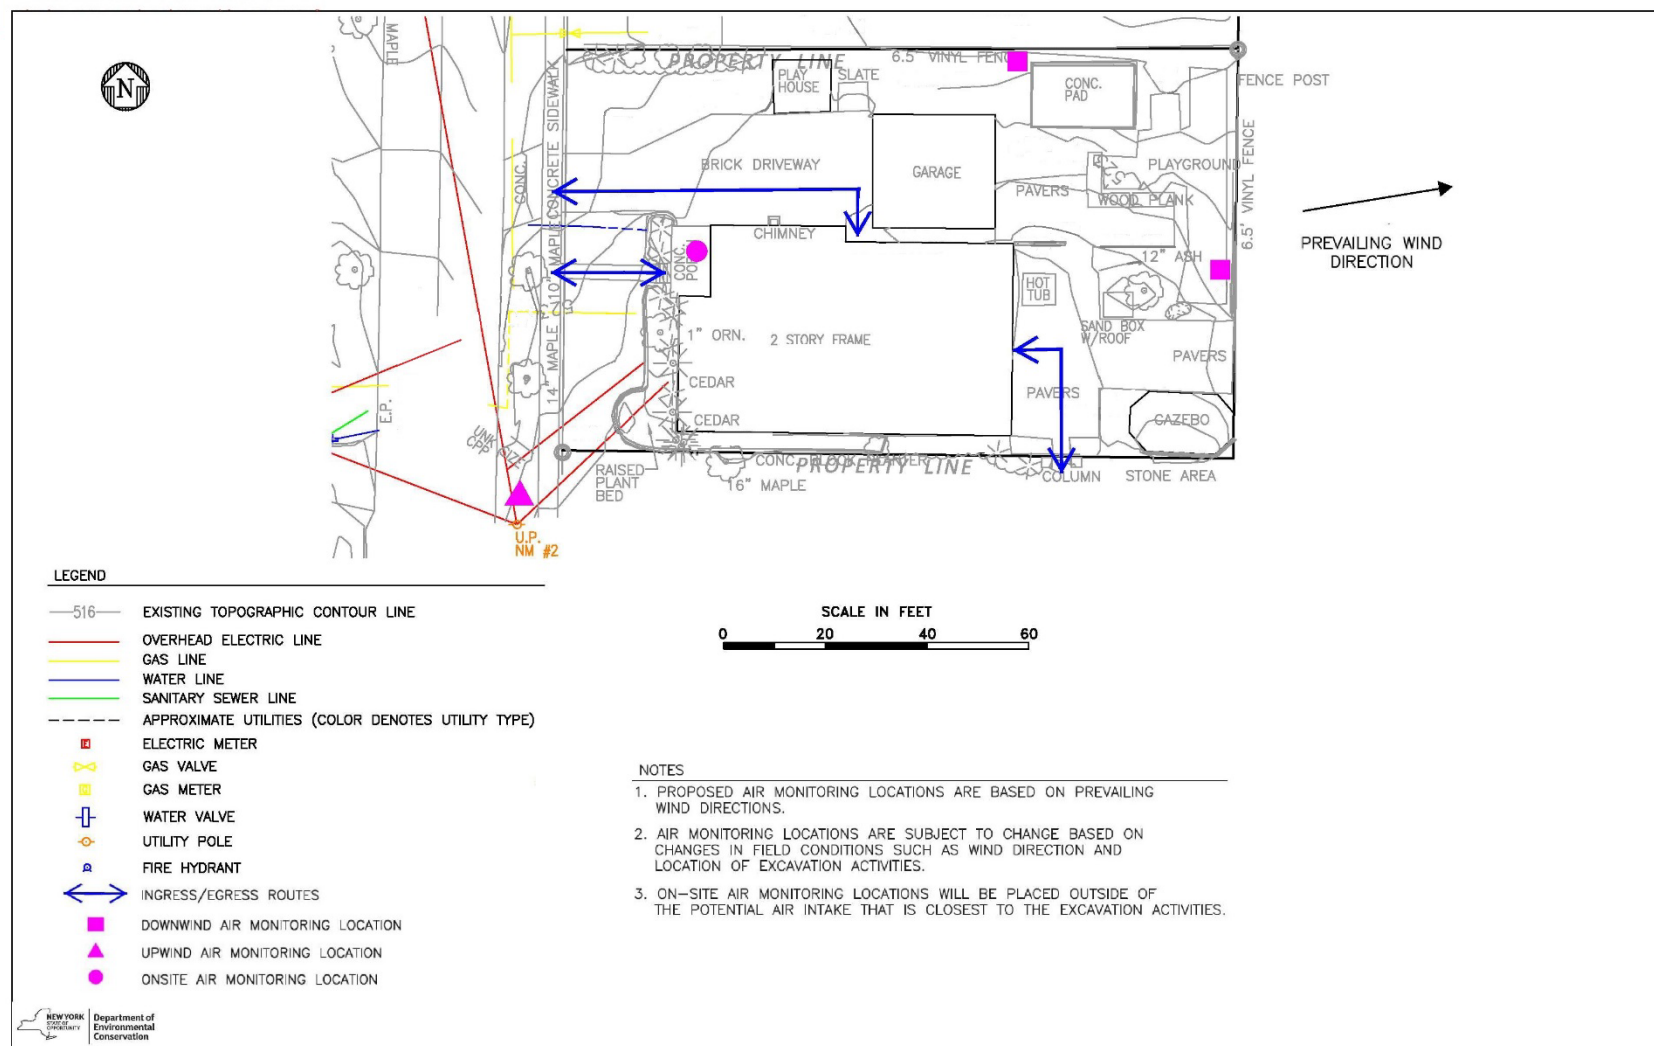 MAPLE
N
PROPERTY LINE
6.5' VINYL FENCE
PLAY
HOUSE
SLATE
CONC.
PAD
FENCE POST
CONCRETE SIDEWALK
CONC.
BRICK DRIVEWAY
GARAGE
PAVERS
PLAYGROUND
WOOD PLANK
6.5' VINYL FENCE
PREVAILING WIND
DIRECTION
CHIMNEY
CONC.
12" ASH
10" MAPLE
HOT
TUB
SAND BOX
W/ROOF
1" ORN.
2 STORY FRAME
PAVERS
14" MAPLE
CEDAR
PAVERS
E.P.
CEDAR
GAZEBO
PROPERTY LINE
RAISED
PLANT
BED
16" MAPLE
COLUMN
STONE AREA
U.P.
NM #2
LEGEND
516 EXISTING TOPOGRAPHIC CONTOUR LINE
OVERHEAD ELECTRIC LINE
GAS LINE
WATER LINE
SANITARY SEWER LINE
APPROXIMATE UTILITIES (COLOR DENOTES UTILITY TYPE)
ELECTRIC METER
GAS VALVE
GAS METER
WATER VALVE
UTILITY POLE
FIRE HYDRANT
INGRESS/EGRESS ROUTES
DOWNWIND AIR MONITORING LOCATION
UPWIND AIR MONITORING LOCATION
ONSITE AIR MONITORING LOCATION
SCALE IN FEET
0 20 40 60
NOTES
1. PROPOSED AIR MONITORING LOCATIONS ARE BASED ON PREVAILING
WIND DIRECTIONS.
2. AIR MONITORING LOCATIONS ARE SUBJECT TO CHANGE BASED ON
CHANGES IN FIELD CONDITIONS SUCH AS WIND DIRECTION AND
LOCATION OF EXCAVATION ACTIVITIES.
3. ON-SITE AIR MONITORING LOCATIONS WILL BE PLACED OUTSIDE OF
THE POTENTIAL AIR INTAKE THAT IS CLOSEST TO THE EXCAVATION ACTIVITIES.
NEW YORK
STATE OF
OPPORTUNITY
Department of
Environmental
Conservation